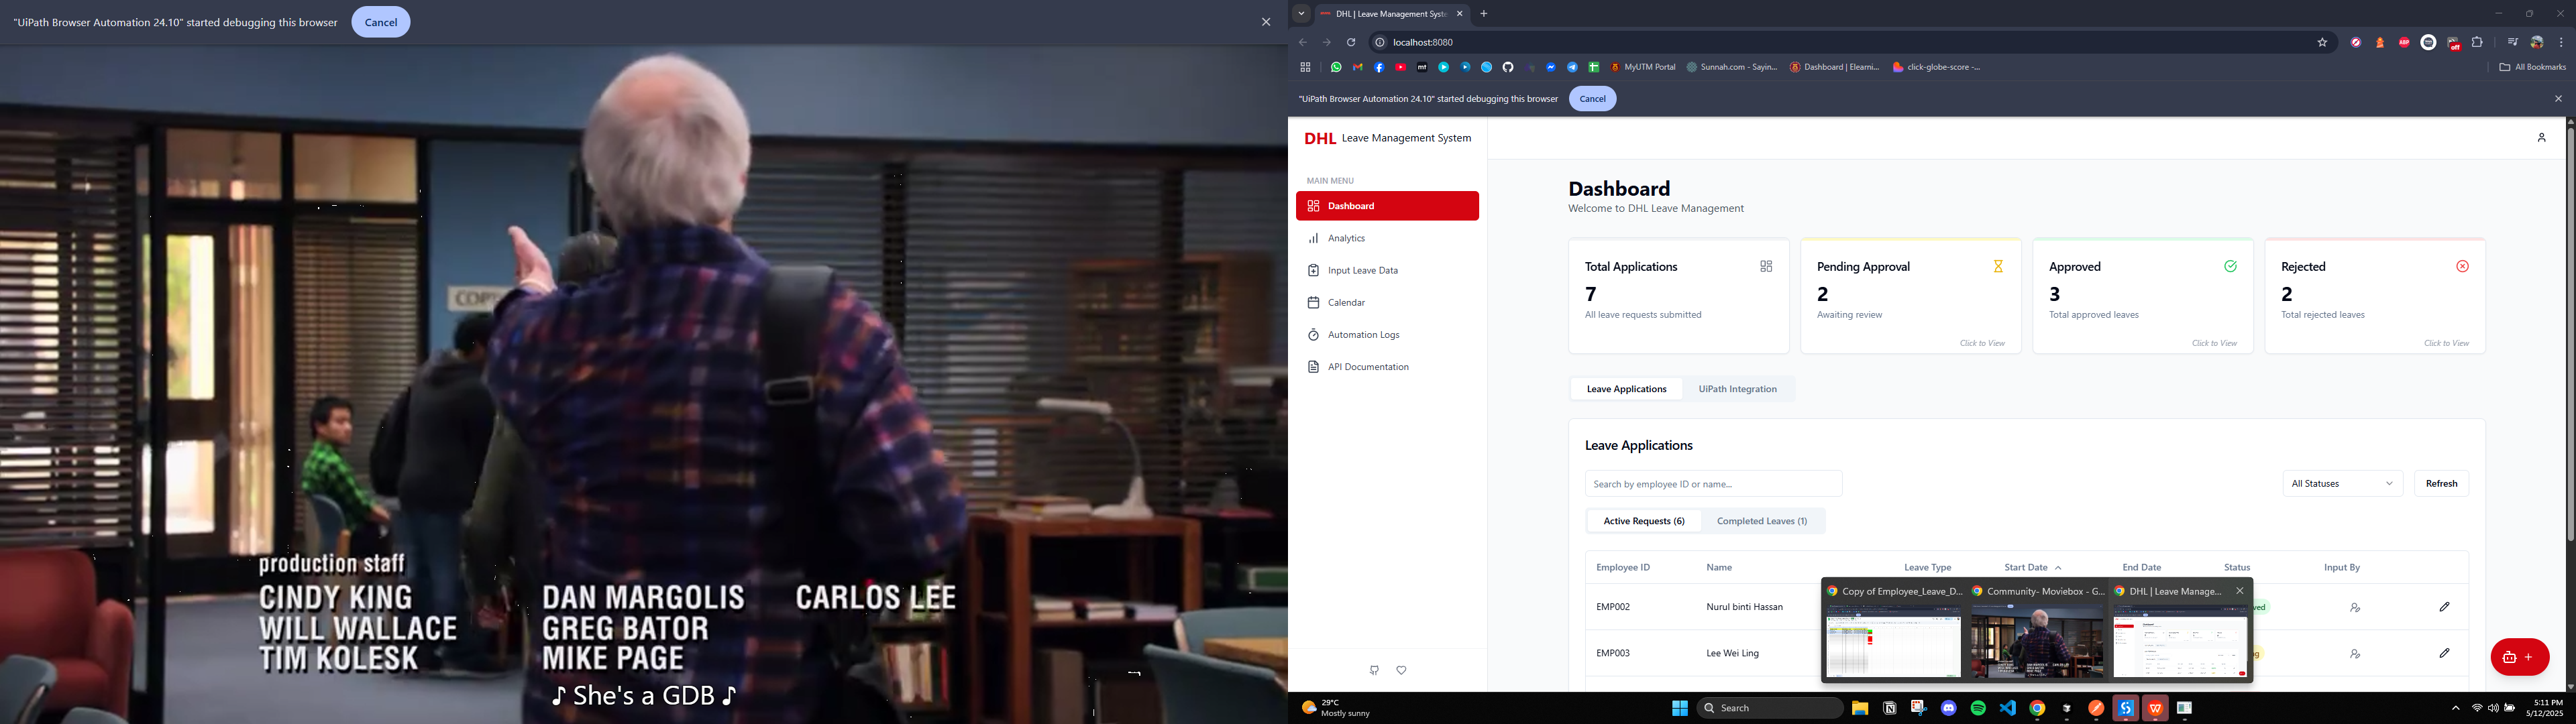 "UiPath Browser Automation 24.10" started debugging this browser
Cancel
COPY
production staff
CINDY KING
WILL WALLACE
TIM KOLESK
DAN MARGOLIS
GREG BATOR
MIKE PAGE
CARLOS LEE
♪ She's a GDB ♪
DHL | Leave Management Syste
localhost:8080
ABP
off
MyUTM Portal
Sunnah.com - Sayin...
Dashboard | Elearni...
click-globe-score -...
All Bookmarks
"UiPath Browser Automation 24.10" started debugging this browser
Cancel
DHL Leave Management System
MAIN MENU
Dashboard
Analytics
Input Leave Data
Calendar
Automation Logs
API Documentation
Dashboard
Welcome to DHL Leave Management
Total Applications
7
All leave requests submitted
Pending Approval
2
Awaiting review
Click to View
Approved
3
Total approved leaves
Click to View
Rejected
2
Total rejected leaves
Click to View
Leave Applications
UiPath Integration
Leave Applications
Search by employee ID or name...
All Statuses
Refresh
Active Requests (6)
Completed Leaves (1)
Employee ID Name Leave Type Start Date End Date Status Input By
EMP002 Nurul binti Hassan
EMP003 Lee Wei Ling
Copy of Employee_Leave_D...
Community- Moviebox - G...
DHL | Leave Manage...
29°C
Mostly sunny
Search
5:11 PM
5/12/2025